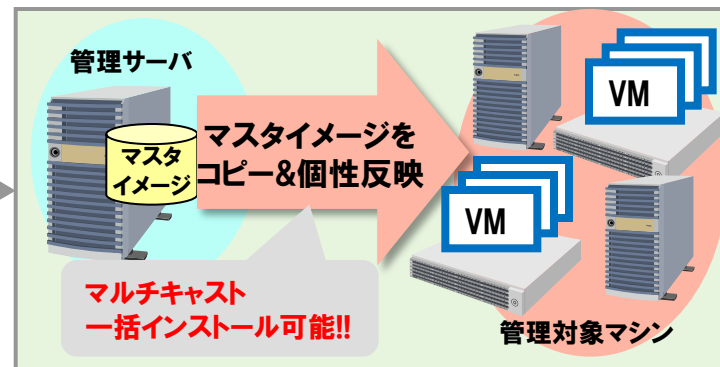 管理サーバ
マスタ
イメージ
マスタイメージを
コピー&個性反映
マルチキャスト
一括インストール可能!!
VM
VM
管理対象マシン